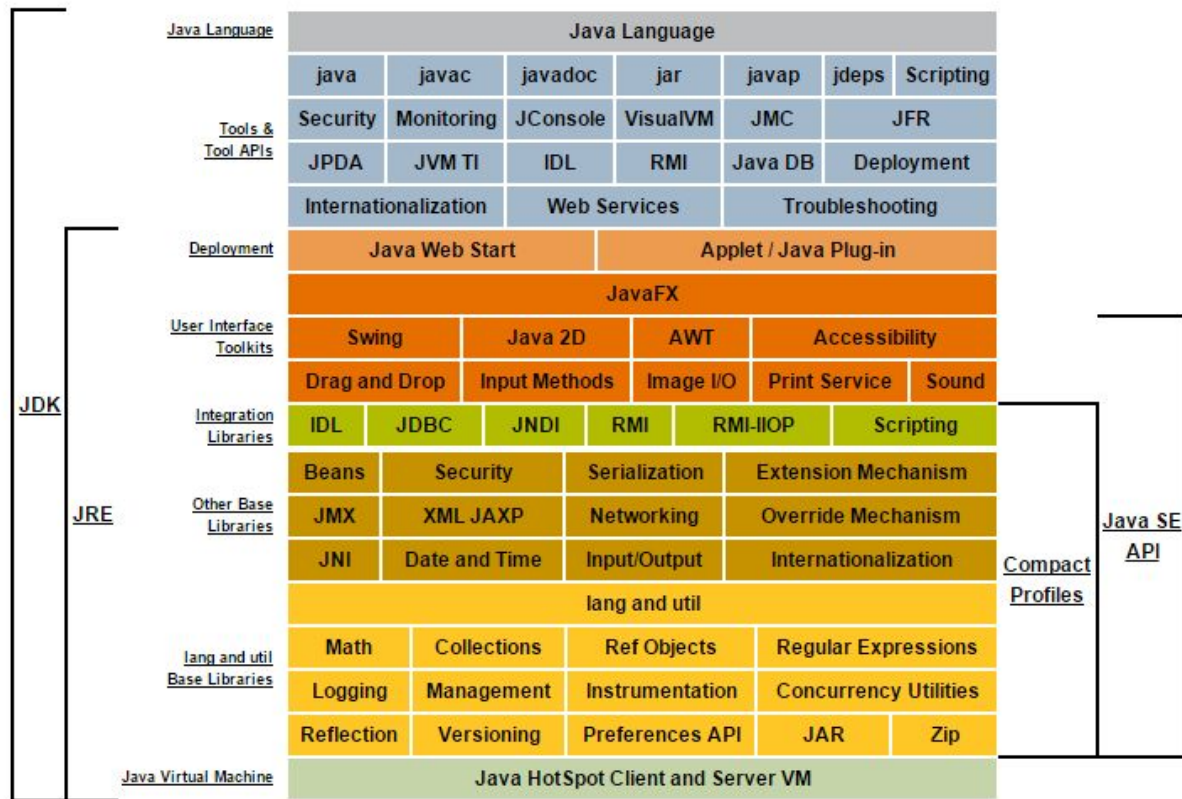 Java Language
Java Language
java
javac
javadoc
jar
javap
jdeps
Scripting
Tools &
Tool APIs
Security
Monitoring
JConsole
VisualVM
JMC
JFR
JPDA
JVM TI
IDL
RMI
Java DB
Deployment
Internationalization
Web Services
Troubleshooting
Deployment
Java Web Start
Applet / Java Plug-in
JavaFX
User Interface
Toolkits
Swing
Java 2D
AWT
Accessibility
Drag and Drop
Input Methods
Image I/O
Print Service
Sound
JDK
Integration
Libraries
IDL
JDBC
JNDI
RMI
RMI-IIOP
Scripting
JRE
Other Base
Libraries
Beans
Security
Serialization
Extension Mechanism
JMX
XML JAXP
Networking
Override Mechanism
JNI
Date and Time
Input/Output
Internationalization
Java SE
API
Compact
Profiles
lang and util
lang and util
Base Libraries
Math
Collections
Ref Objects
Regular Expressions
Logging
Management
Instrumentation
Concurrency Utilities
Reflection
Versioning
Preferences API
JAR
Zip
Java Virtual Machine
Java HotSpot Client and Server VM